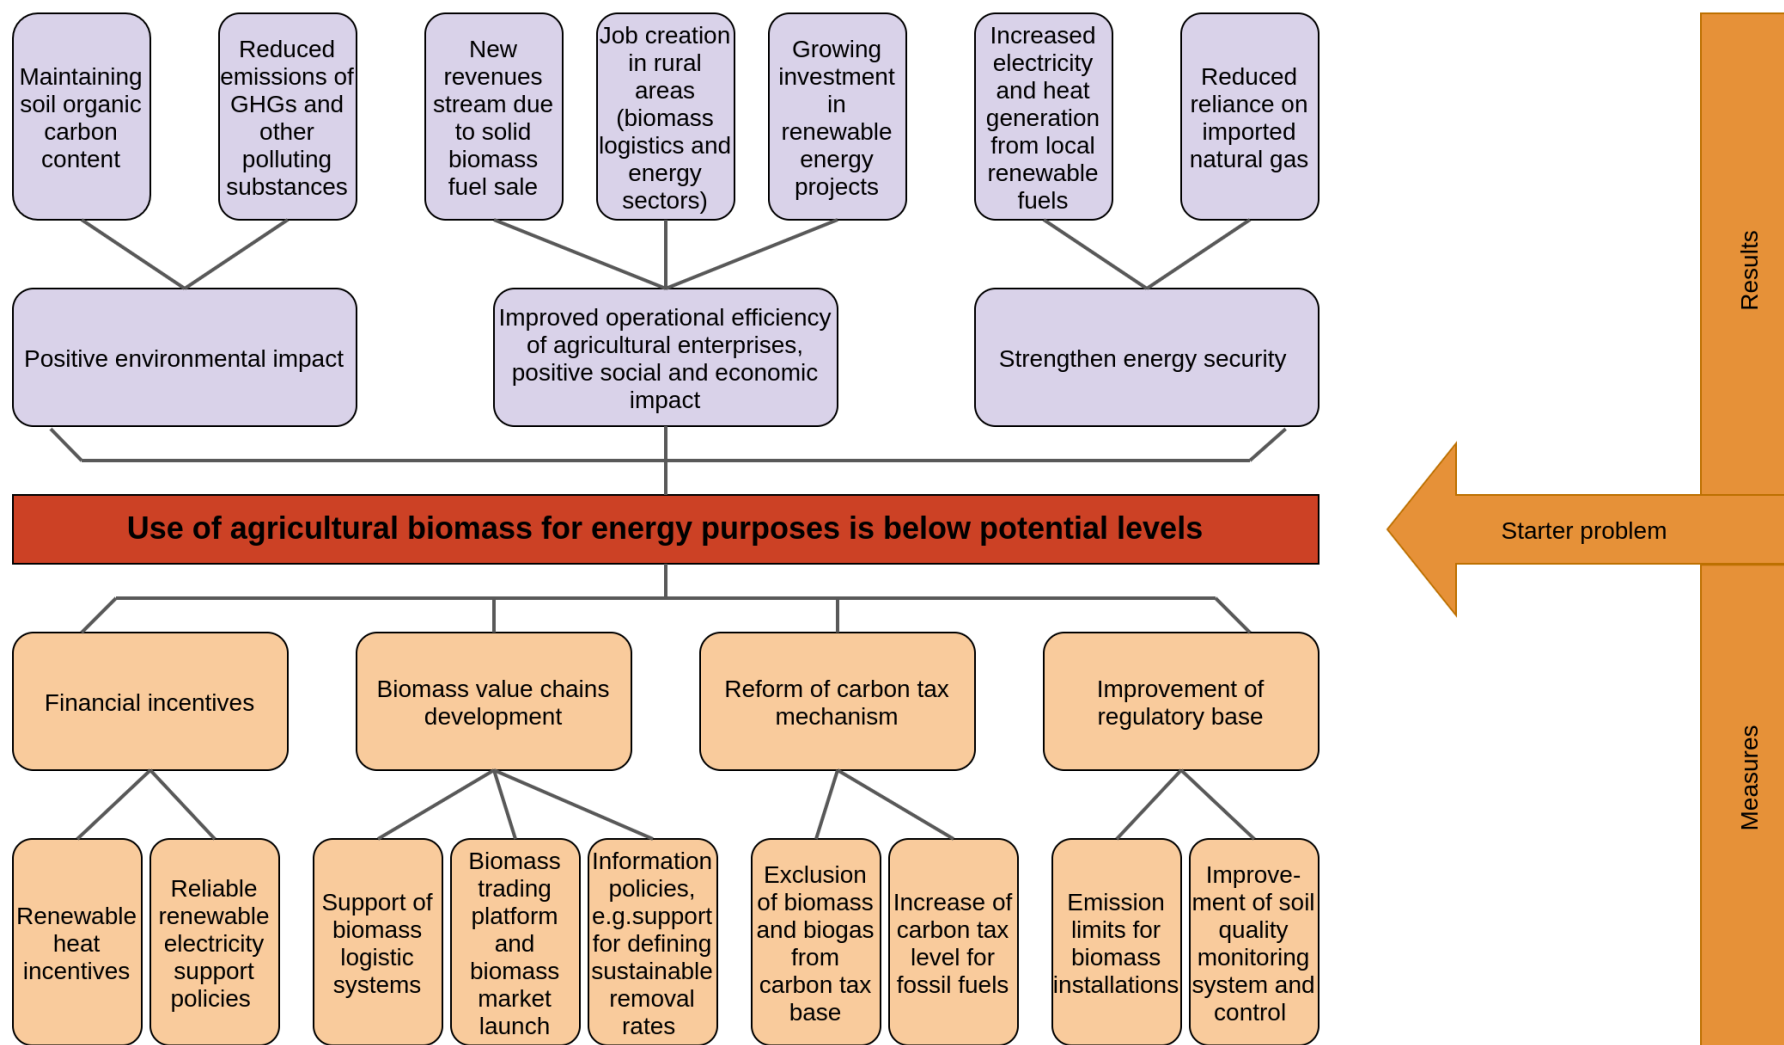 Maintaining
soil organic
carbon
content
Reduced
emissions of
GHGs and
other
polluting
substances
New
revenues
stream due
to solid
biomass
fuel sale
Job creation
in rural
areas
(biomass
logistics and
energy
sectors)
Growing
investment
in
renewable
energy
projects
Increased
electricity
and heat
generation
from local
renewable
fuels
Reduced
reliance on
imported
natural gas
Results
Positive environmental impact
Improved operational efficiency
of agricultural enterprises,
positive social and economic
impact
Strengthen energy security
Use of agricultural biomass for energy purposes is below potential levels
Starter problem
Financial incentives
Biomass value chains
development
Reform of carbon tax
mechanism
Improvement of
regulatory base
Measures
Renewable
heat
incentives
Reliable
renewable
electricity
support
policies
Support of
biomass
logistic
systems
Biomass
trading
platform
and
biomass
market
launch
Information
policies,
e.g.support
for defining
sustainable
removal
rates
Exclusion
of biomass
and biogas
from
carbon tax
base
Increase of
carbon tax
level for
fossil fuels
Emission
limits for
biomass
installations
Improve-
ment of soil
quality
monitoring
system and
control